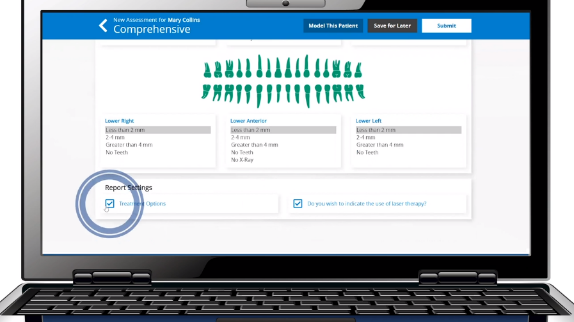 New Assessment for Mary Collins
Comprehensive
Model This Patient
Save for Later
Submit
Lower Right
Less than 2 mm
2-4 mm
Greater than 4 mm
No Teeth
Lower Anterior
Less than 2 mm
2-4 mm
Greater than 4 mm
No Teeth
No X-Ray
Lower Left
Less than 2 mm
2-4 mm
Greater than 4 mm
No Teeth
Report Settings
Treatment Options
Do you wish to indicate the use of laser therapy?